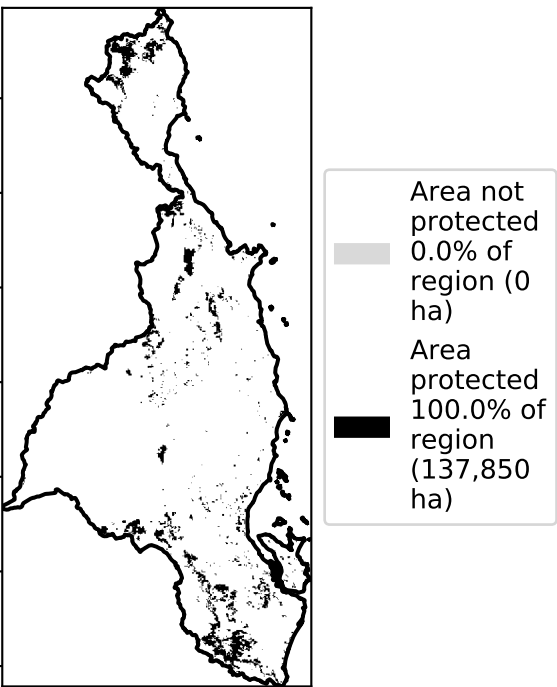 Area not
protected
0.0% of
region (0
ha)
Area
protected
100.0% of
region
(137,850
ha)